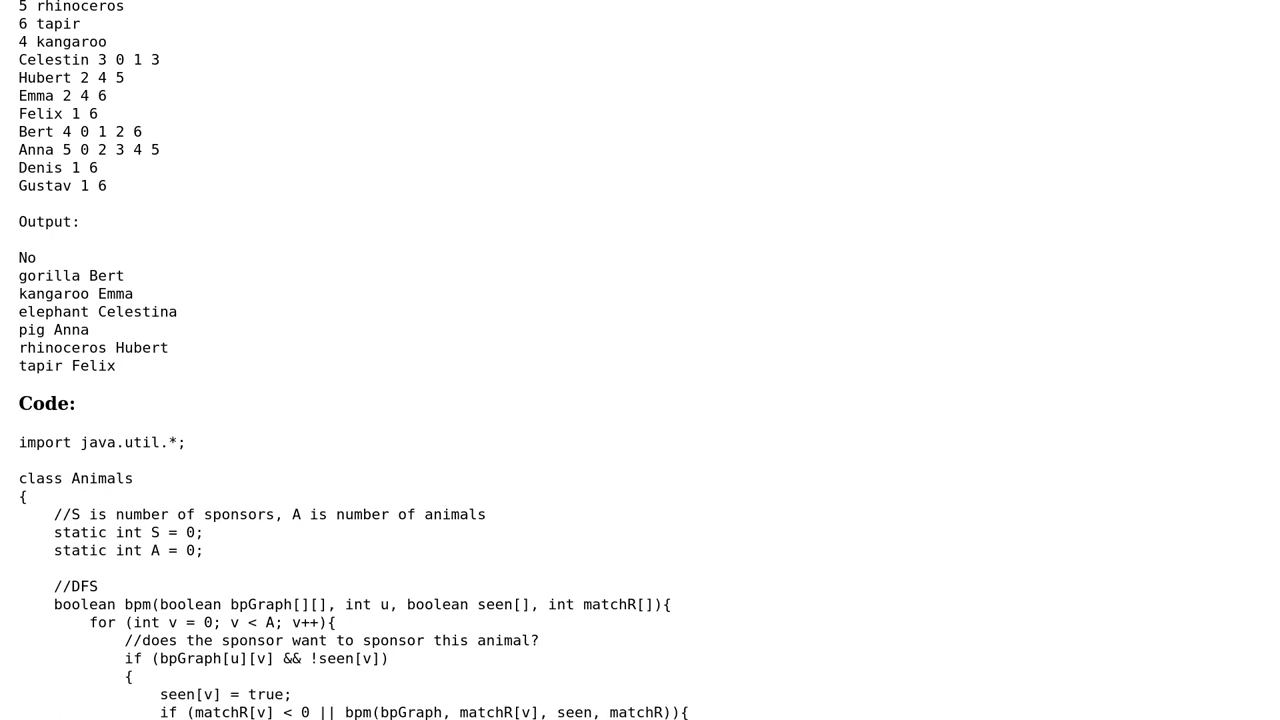 5 rhinoceros
6 tapir
4 kangaroo
Celestin 3 0 1 3
Hubert 2 4 5
Emma 2 4 6
Felix 1 6
Bert 4 0 1 2 6
Anna 5 0 2 3 4 5
Denis 1 6
Gustav 1 6
Output:
No
gorilla Bert
kangaroo Emma
elephant Celestina
pig Anna
rhinoceros Hubert
tapir Felix
Code:
import java.util.*;
class Animals
{
    //S is number of sponsors, A is number of animals
    static int S = 0;
    static int A = 0;
    //DFS
    boolean bpm(boolean bpGraph[][], int u, boolean seen[], int matchR[]){
        for (int v = 0; v < A; v++){
            //does the sponsor want to sponsor this animal?
            if (bpGraph[u][v] && !seen[v])
            {
                seen[v] = true;
                if (matchR[v] < 0 || bpm(bpGraph, matchR[v], seen, matchR)){